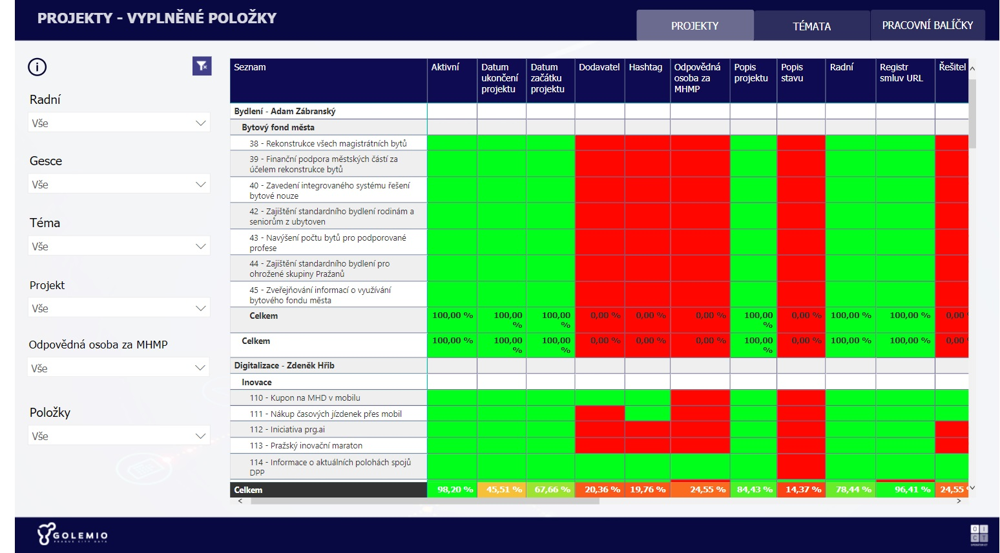 PROJEKTY - VYPLNĚNÉ POLOŽKY
PROJEKTY
TÉMATA
PRACOVNÍ BALÍČKY
i
Radní
Vše
Gesce
Vše
Téma
Vše
Projekt
Vše
Odpovědná osoba za MHMP
Vše
Položky
Vše
Seznam Aktivní Datum Datum Dodavatel Hashtag Odpovědná Popis Popis Radní Registr Řešitel
ukončení začátku osoba za projektu stavu smluv URL
projektu projektu MHMP
Bydlení - Adam Zábranský
Bytový fond města
38 - Rekonstrukce všech magistrátních bytů
39 - Finanční podpora městských částí za
účelem rekonstrukce bytů
40 - Zavedení integrovaného systému řešení
bytové nouze
42 - Zajištění standardního bydlení rodinám a
seniorům z ubytoven
43 - Navýšení počtu bytů pro podporované
profese
44 - Zajištění standardního bydlení pro
ohrožené skupiny Pražanů
45 - Zveřejňování informací o využívání
bytového fondu města
Celkem 100,00 % 100,00 100,00 0,00 % 0,00 % 0,00 % 100,00 0,00 % 100,00 % 100,00 % 0,00
% % %
Celkem 100,00 % 100,00 100,00 0,00 % 0,00 % 0,00 % 100,00 0,00 % 100,00 % 100,00 % 0,00
% % %
Digitalizace - Zdeněk Hřib
Inovace
110 - Kupon na MHD v mobilu
111 - Nákup časových jízdenek přes mobil
112 - Iniciativa prg.ai
113 - Pražský inovační maraton
114 - Informace o aktuálních polohách spojů
DPP
Celkem 98,20 % 45,51 % 67,66 % 20,36 % 19,76 % 24,55 % 84,43 % 14,37 % 78,44 % 96,41 % 24,55
GOLEMIO
PRAGUE CITY DATA
O I
C T